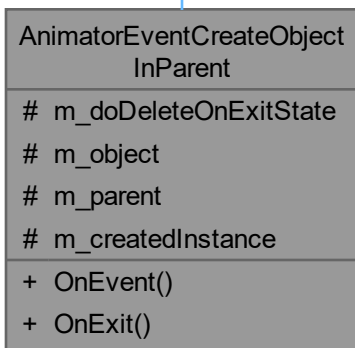 AnimatorEventCreateObject
InParent
# m_doDeleteOnExitState
# m_object
# m_parent
# m_createdInstance
+ OnEvent()
+ OnExit()